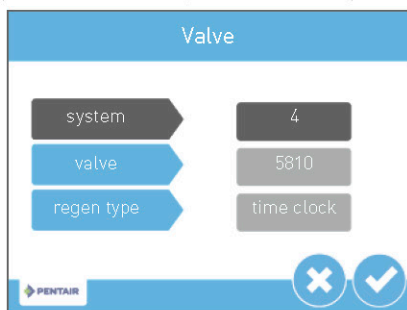 Valve
system 4
valve 5810
regen type time clock
PENTAIR